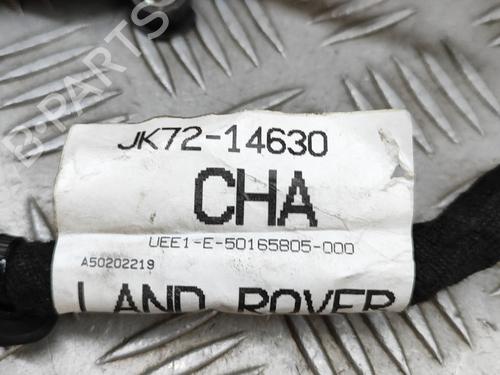 B-PARTS
JK72-14630
CHA
UEE1-E-50165805-000
A50202219
LAND ROVER